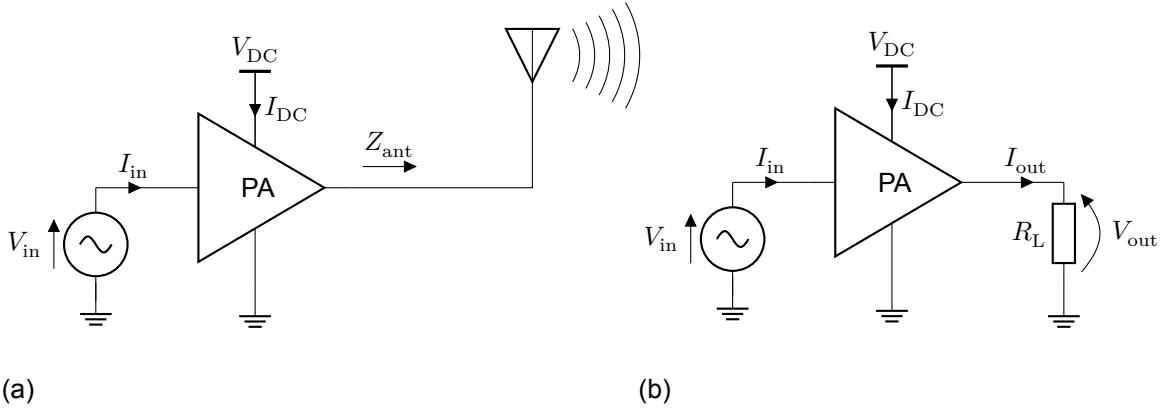 V_DC
I_DC
Z_ant
I_in
PA
V_in
(a)
V_DC
I_DC
I_in
PA
I_out
V_in
R_L
V_out
(b)